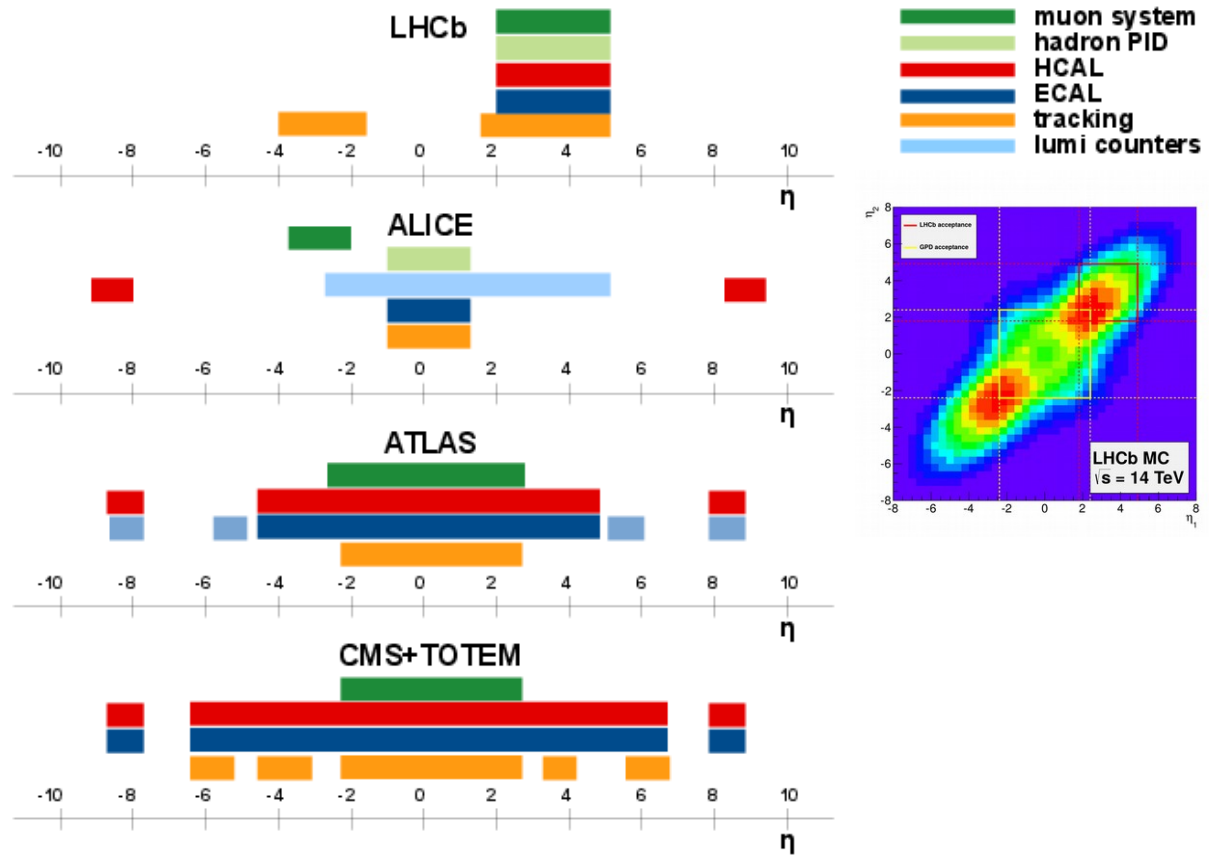 LHCb
-10 -8 -6 -4 -2 0 2 4 6 8 10
η
ALICE
-10 -8 -6 -4 -2 0 2 4 6 8 10
η
ATLAS
-10 -8 -6 -4 -2 0 2 4 6 8 10
η
CMS+TOTEM
-10 -8 -6 -4 -2 0 2 4 6 8 10
η
muon system
hadron PID
HCAL
ECAL
tracking
lumi counters
η₂
8
6
4
2
0
-2
-4
-6
-8
LHCb acceptance
GPD acceptance
LHCb MC
√s = 14 TeV
-8 -6 -4 -2 0 2 4 6 8
η₁